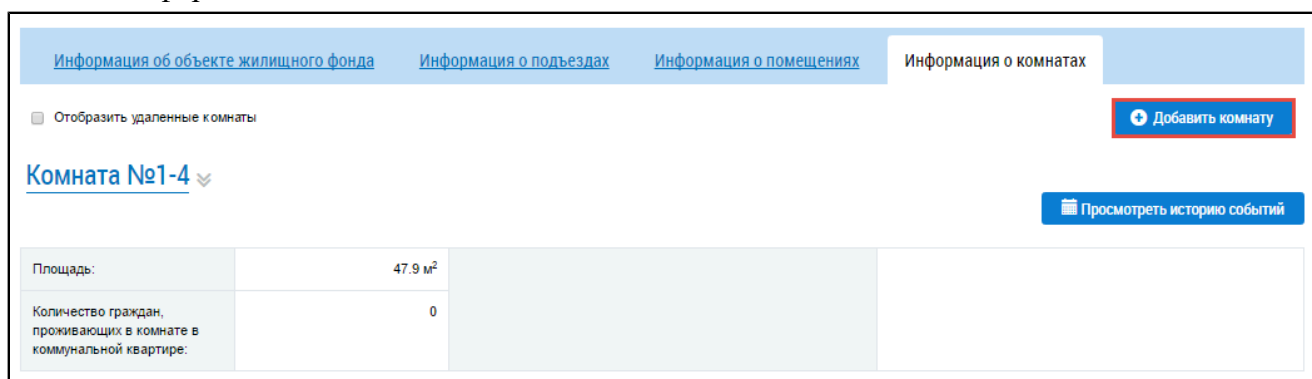 Информация об объекте жилищного фонда Информация о подъездах Информация о помещениях Информация о комнатах
Отобразить удаленные комнаты Добавить комнату
Комната №1-4
Просмотреть историю событий
Площадь: 47.9 м²
Количество граждан, 0
проживающих в комнате в
коммунальной квартире: